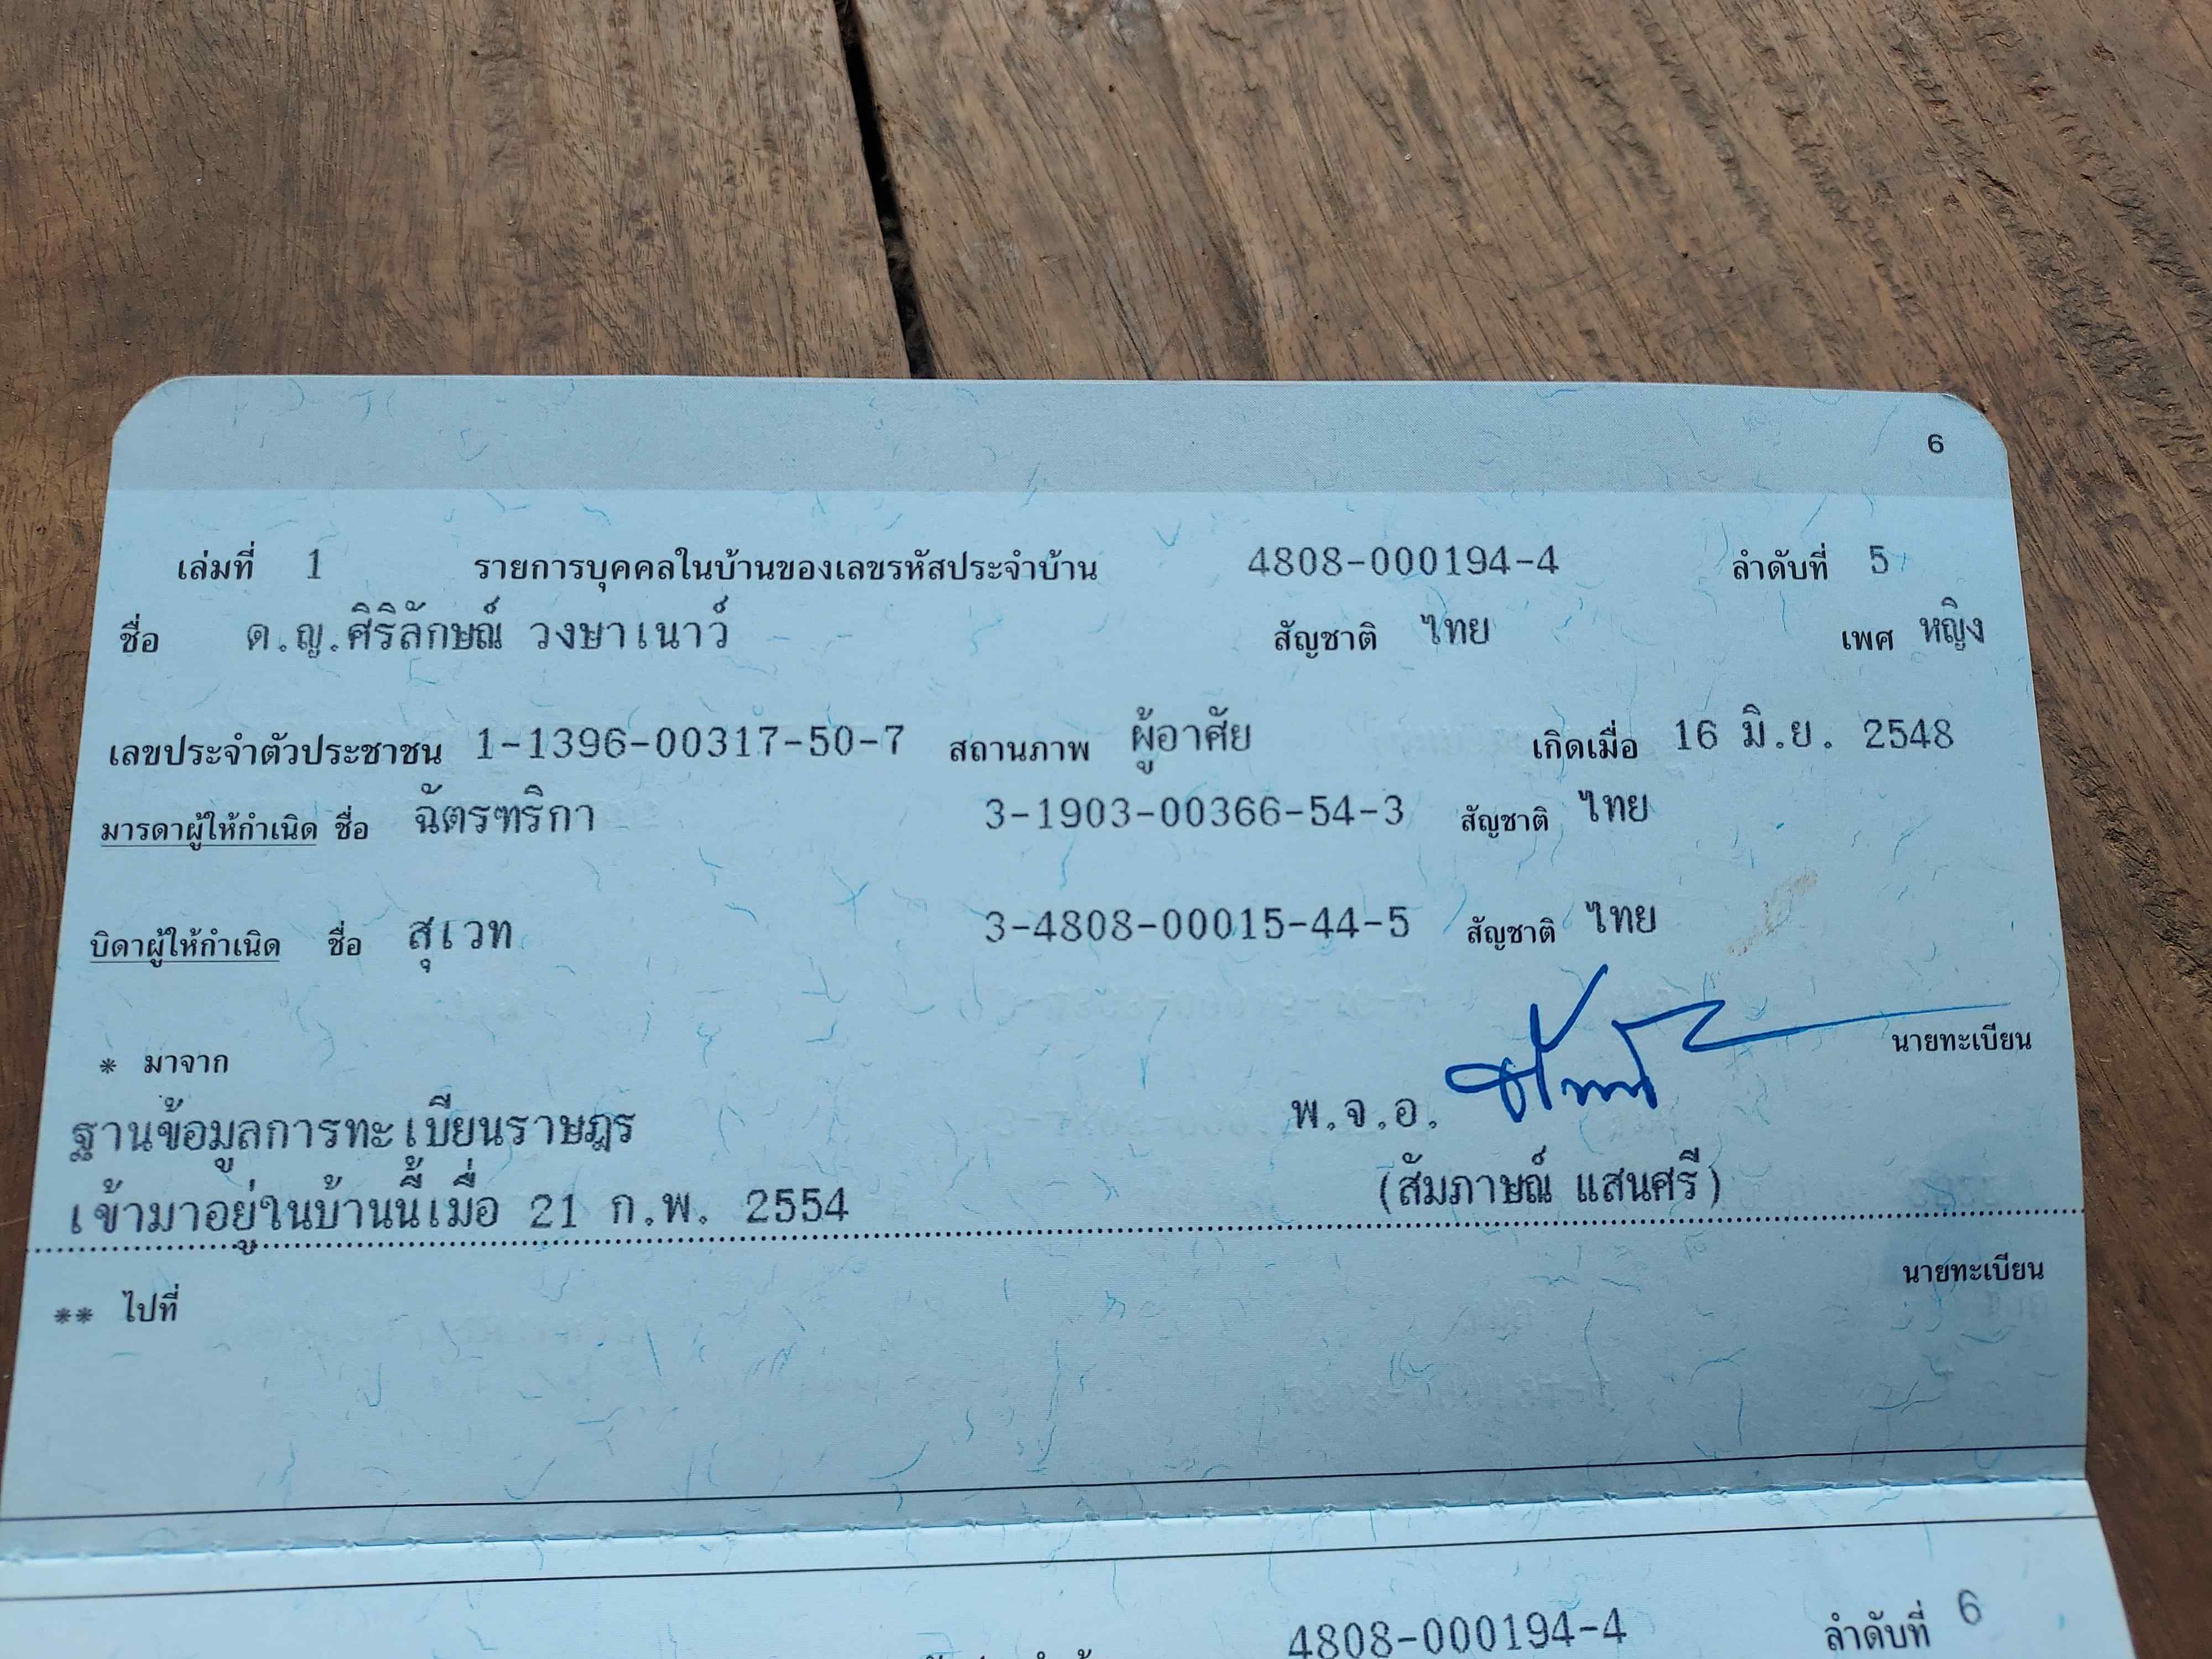 6
เล่มที่ 1 รายการบุคคลในบ้านของเลขรหัสประจำบ้าน 4808-000194-4 ลำดับที่ 5
ชื่อ ด.ญ.ศิริลักษณ์ วงษาเนาว์ สัญชาติ ไทย เพศ หญิง
เลขประจำตัวประชาชน 1-1396-00317-50-7 สถานภาพ ผู้อาศัย เกิดเมื่อ 16 มิ.ย. 2548
มารดาผู้ให้กำเนิด ชื่อ ฉัตรฑริกา 3-1903-00366-54-3 สัญชาติ ไทย
บิดาผู้ให้กำเนิด ชื่อ สุเวท 3-4808-00015-44-5 สัญชาติ ไทย
* มาจาก นายทะเบียน
ฐานข้อมูลการทะเบียนราษฎร พ.จ.อ.
เข้ามาอยู่ในบ้านนี้เมื่อ 21 ก.พ. 2554 (สัมภาษณ์ แสนศรี)
** ไปที่ นายทะเบียน
4808-000194-4 ลำดับที่ 6